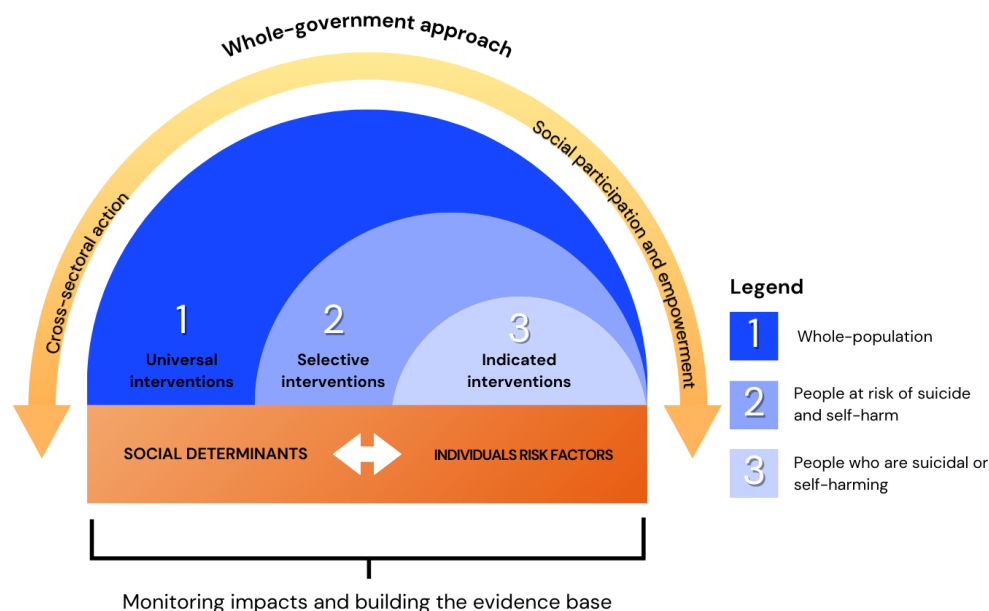 Whole-government approach
Cross-sectoral action
Social participation and empowerment
1
Universal
interventions
2
Selective
interventions
3
Indicated
interventions
SOCIAL DETERMINANTS
INDIVIDUALS RISK FACTORS
Legend
1
Whole-population
2
People at risk of suicide
and self-harm
3
People who are suicidal or
self-harming
Monitoring impacts and building the evidence base